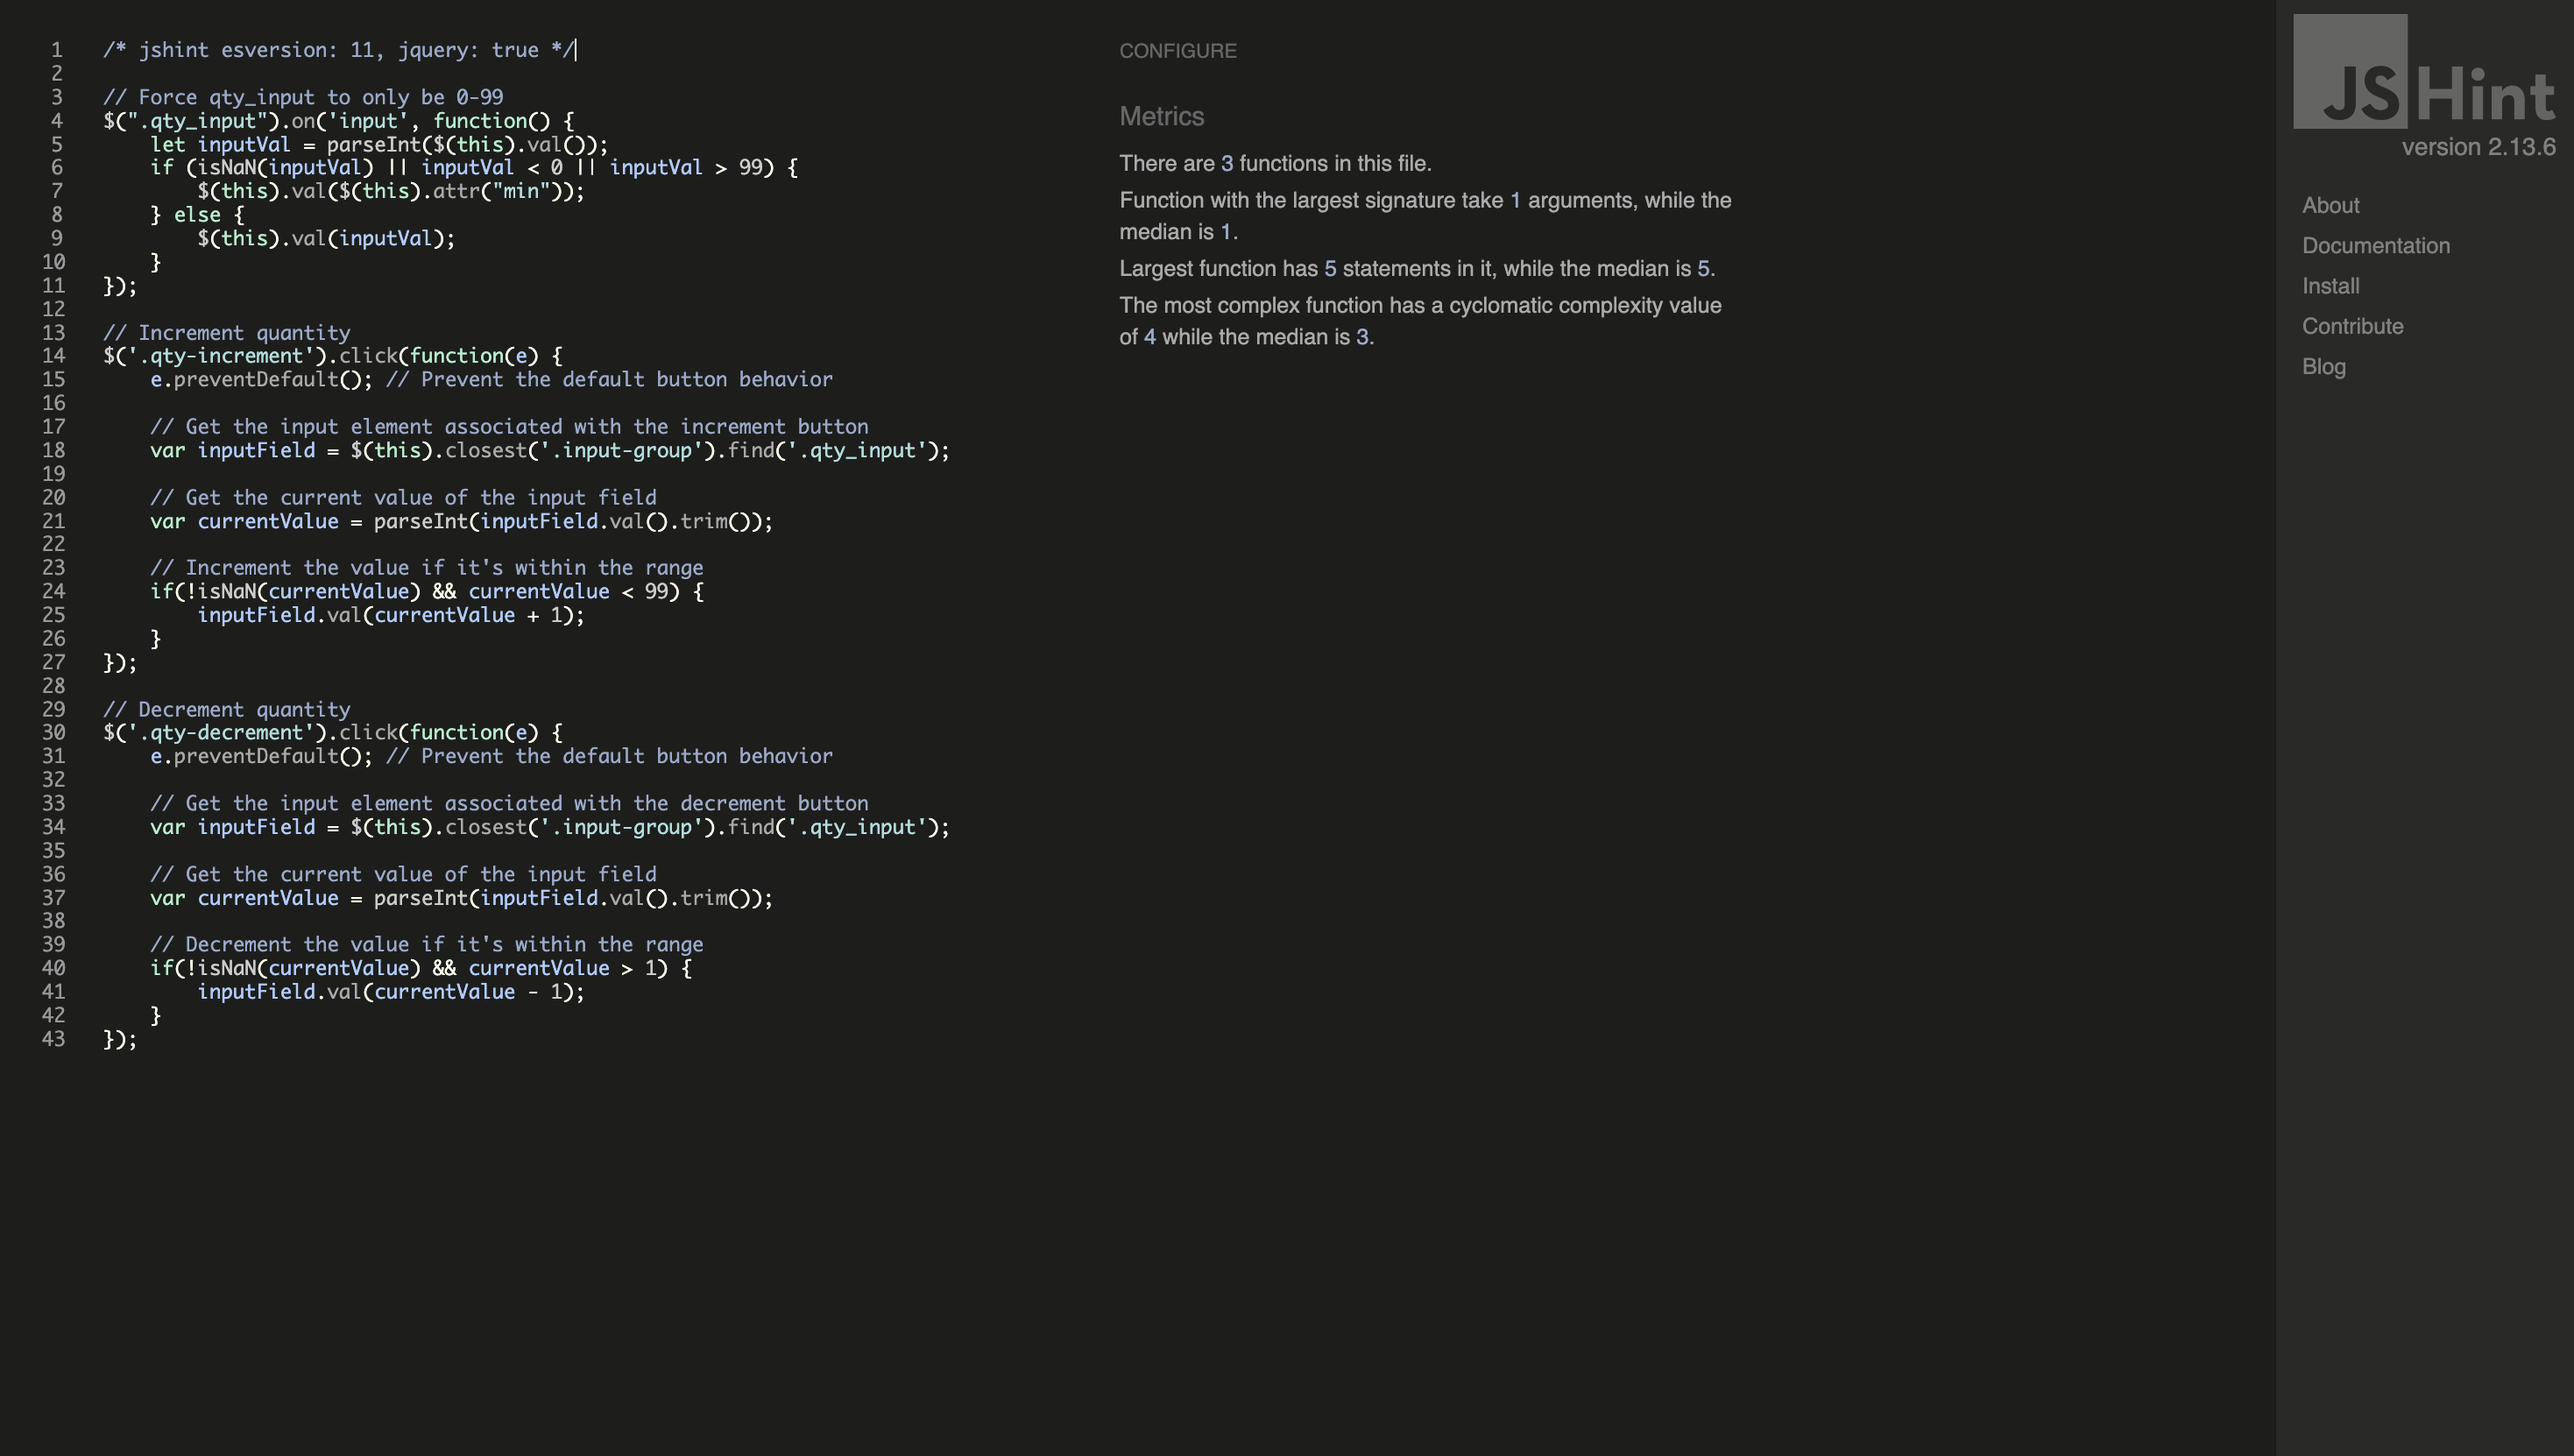 1 /* jshint esversion: 11, jquery: true */
2
3 // Force qty_input to only be 0-99
4 $(".qty_input").on('input', function() {
5     let inputVal = parseInt($(this).val());
6     if (isNaN(inputVal) || inputVal < 0 || inputVal > 99) {
7         $(this).val($(this).attr("min"));
8     } else {
9         $(this).val(inputVal);
10     }
11 });
12
13 // Increment quantity
14 $('.qty-increment').click(function(e) {
15     e.preventDefault(); // Prevent the default button behavior
16
17     // Get the input element associated with the increment button
18     var inputField = $(this).closest('.input-group').find('.qty_input');
19
20     // Get the current value of the input field
21     var currentValue = parseInt(inputField.val().trim());
22
23     // Increment the value if it's within the range
24     if(!isNaN(currentValue) && currentValue < 99) {
25         inputField.val(currentValue + 1);
26     }
27 });
28
29 // Decrement quantity
30 $('.qty-decrement').click(function(e) {
31     e.preventDefault(); // Prevent the default button behavior
32
33     // Get the input element associated with the decrement button
34     var inputField = $(this).closest('.input-group').find('.qty_input');
35
36     // Get the current value of the input field
37     var currentValue = parseInt(inputField.val().trim());
38
39     // Decrement the value if it's within the range
40     if(!isNaN(currentValue) && currentValue > 1) {
41         inputField.val(currentValue - 1);
42     }
43 });
CONFIGURE
Metrics
There are 3 functions in this file.
Function with the largest signature take 1 arguments, while the
median is 1.
Largest function has 5 statements in it, while the median is 5.
The most complex function has a cyclomatic complexity value
of 4 while the median is 3.
JSHint
version 2.13.6
About
Documentation
Install
Contribute
Blog